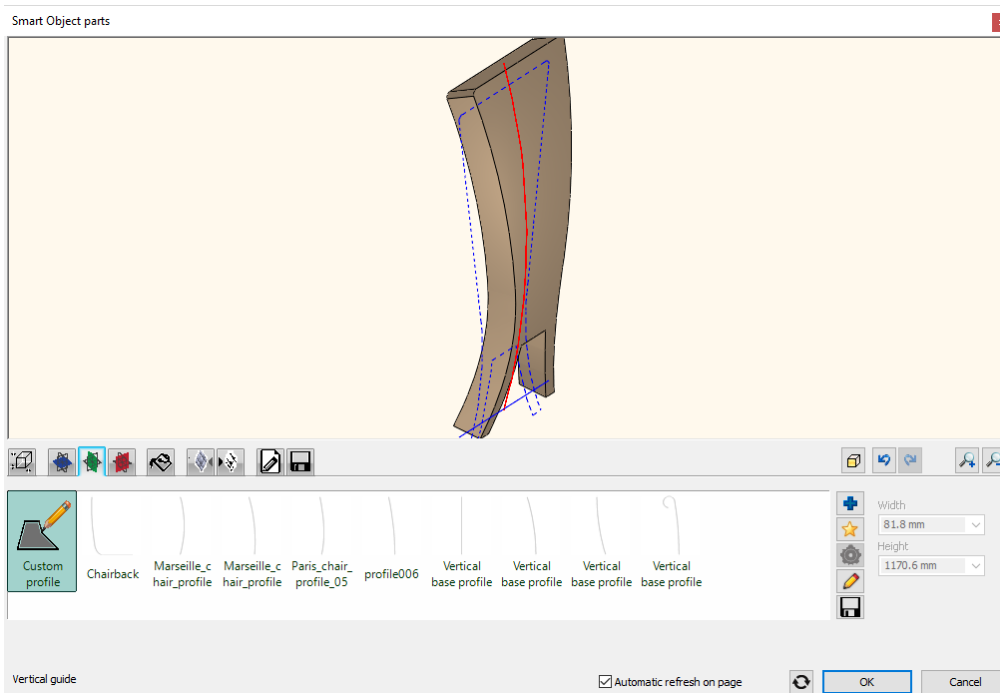 Smart Object parts
Custom
profile
Chairback
Marseille_c
hair_profile
Marseille_c
hair_profile
Paris_chair_
profile_05
profile006
Vertical
base profile
Vertical
base profile
Vertical
base profile
Vertical
base profile
Width
81.8 mm
Height
1170.6 mm
Vertical guide
Automatic refresh on page
OK
Cancel